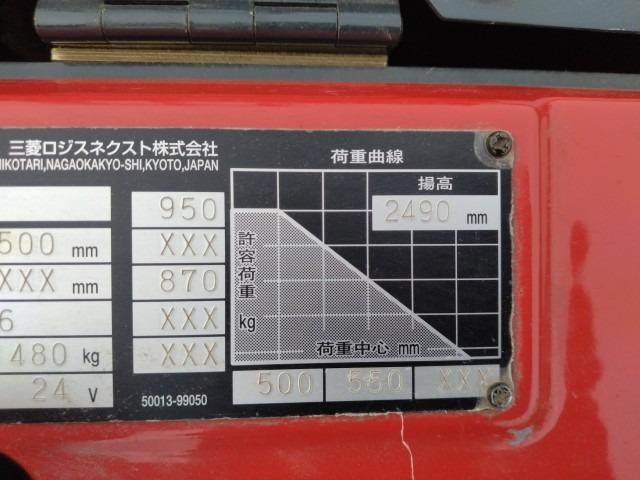 三菱ロジスネクスト株式会社
HIKOTARI,NAGAOKAKYO-SHI,KYOTO,JAPAN
荷重曲線
揚高
2490 mm
950
500 mm
XXX
XXX mm
870
6
XXX
480 kg
XXX
24 V
許容荷重 kg
荷重中心 mm
500
XXX
50013-99050